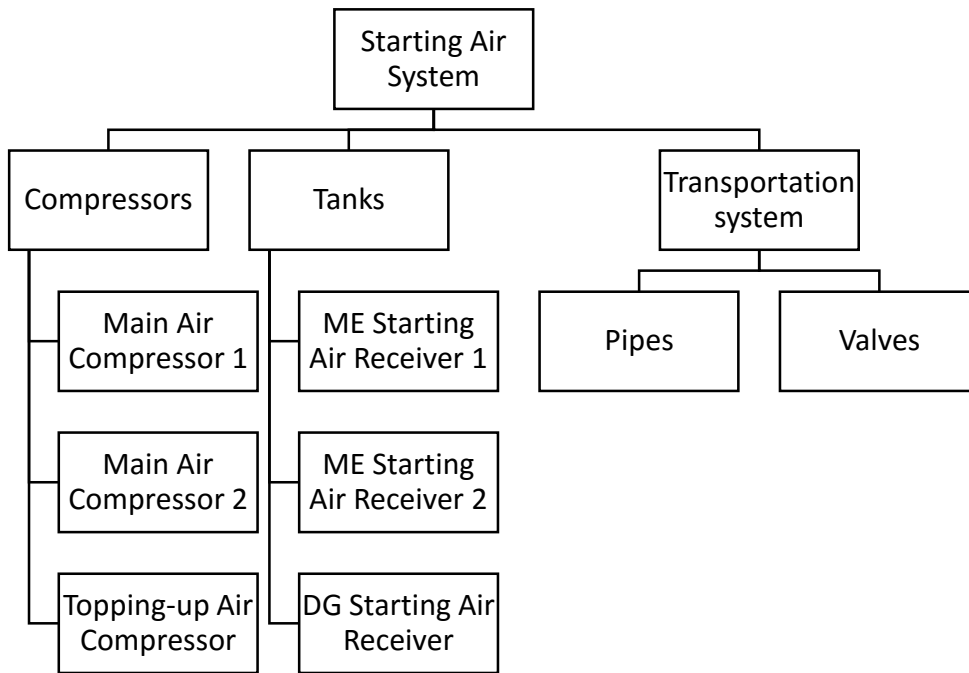 Starting Air
System
Compressors
Tanks
Transportation
system
Main Air
Compressor 1
ME Starting
Air Receiver 1
Pipes
Valves
Main Air
Compressor 2
ME Starting
Air Receiver 2
Topping-up Air
Compressor
DG Starting Air
Receiver